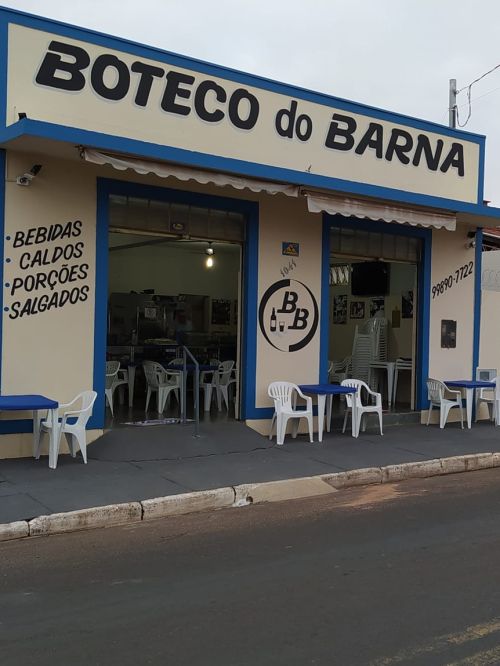 BOTECO do BARNA
BEBIDAS
CALDOS
PORÇÕES
SALGADOS
BB
99890-7722